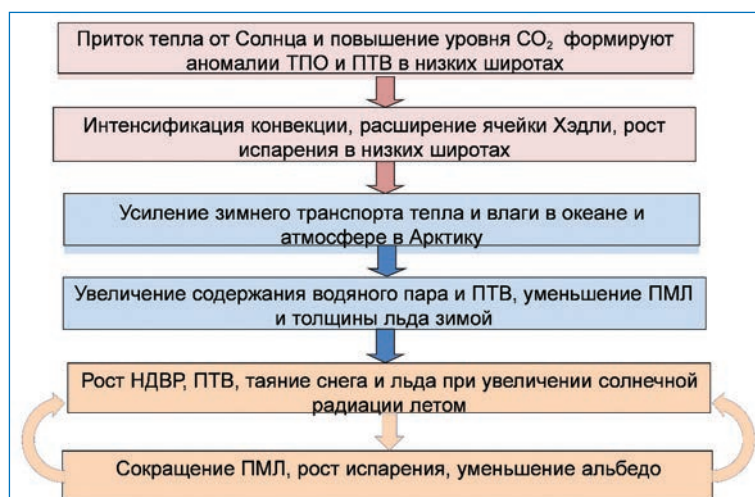 Приток тепла от Солнца и повышение уровня CO₂ формируют
аномалии ТПО и ПТВ в низких широтах
Интенсификация конвекции, расширение ячейки Хэдли, рост
испарения в низких широтах
Усиление зимнего транспорта тепла и влаги в океане и
атмосфере в Арктику
Увеличение содержания водяного пара и ПТВ, уменьшение ПМЛ
и толщины льда зимой
Рост НДВР, ПТВ, таяние снега и льда при увеличении солнечной
радиации летом
Сокращение ПМЛ, рост испарения, уменьшение альбедо